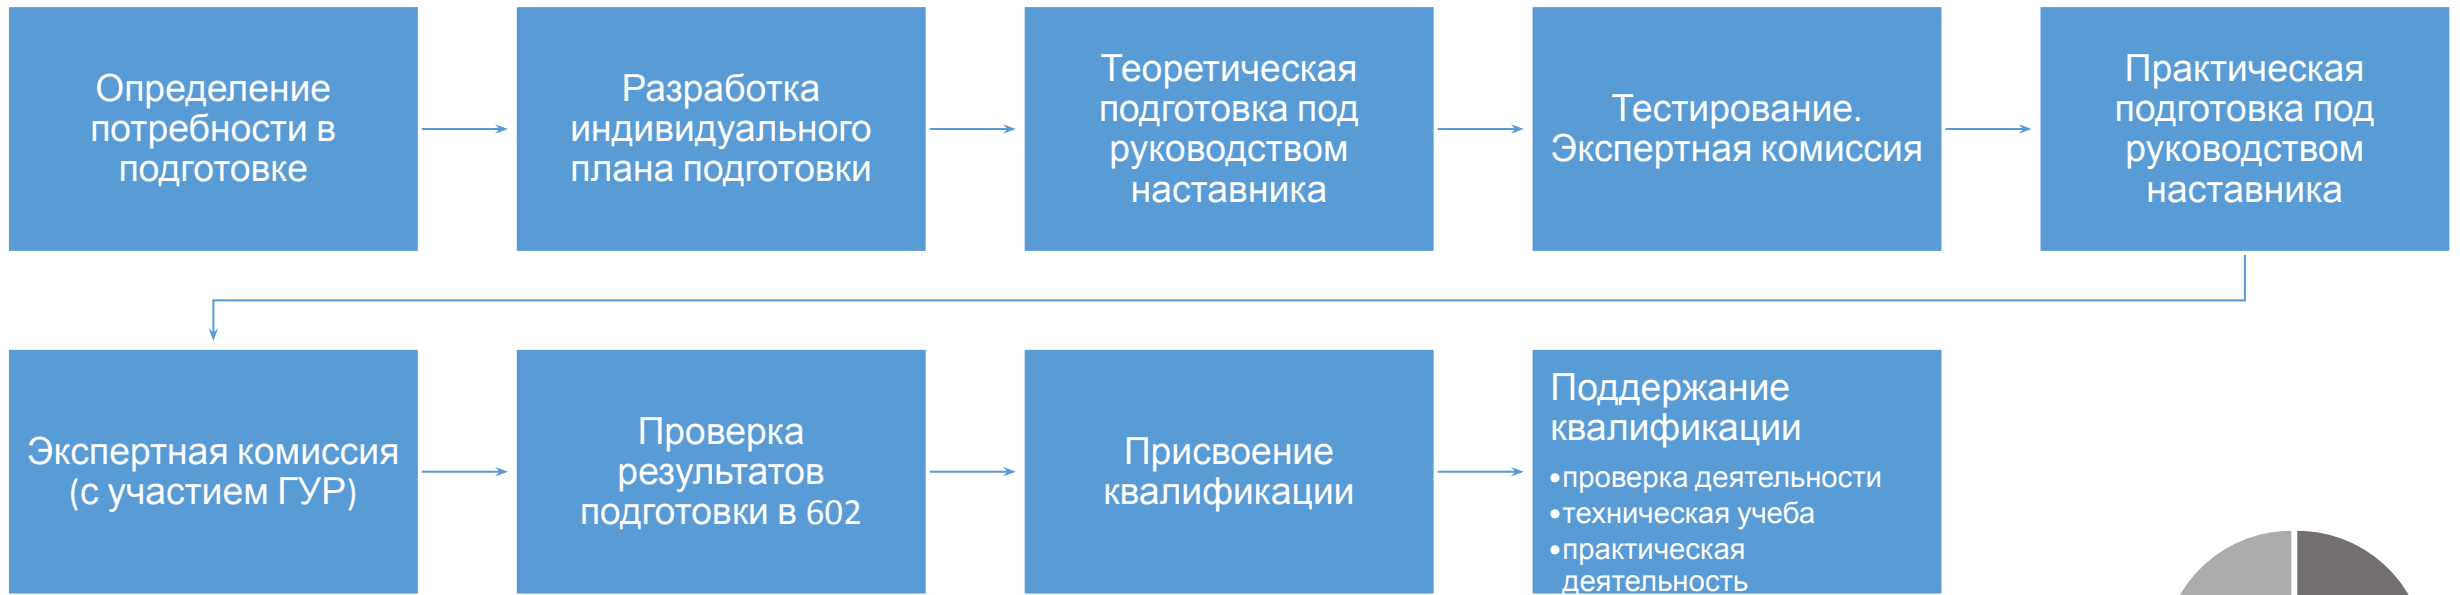 Определение
потребности в
подготовке
Разработка
индивидуального
плана подготовки
Теоретическая
подготовка под
руководством
наставника
Тестирование.
Экспертная комиссия
Практическая
подготовка под
руководством
наставника
Экспертная комиссия
(с участием ГУР)
Проверка
результатов
подготовки в 602
Присвоение
квалификации
Поддержание
квалификации
•проверка деятельности
•техническая учеба
•практическая
деятельность